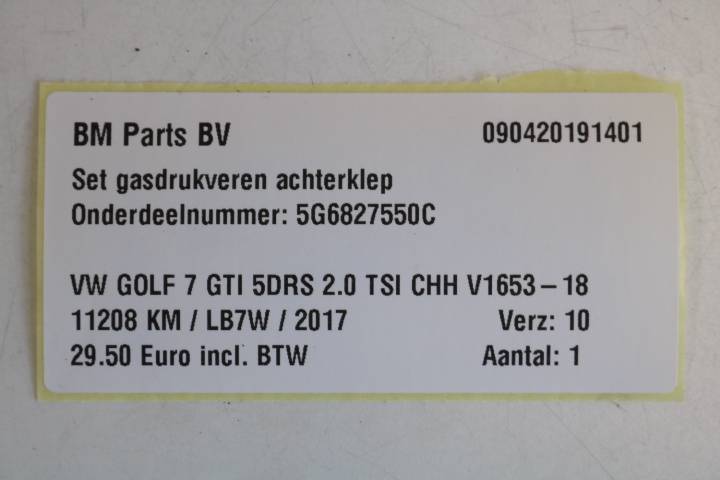 BM Parts BV 090420191401
Set gasdrukveren achterklep
Onderdeelnummer: 5G6827550C
VW GOLF 7 GTI 5DRS 2.0 TSI CHH V1653-18
11208 KM / LB7W / 2017 Verz: 10
29.50 Euro incl. BTW Aantal: 1